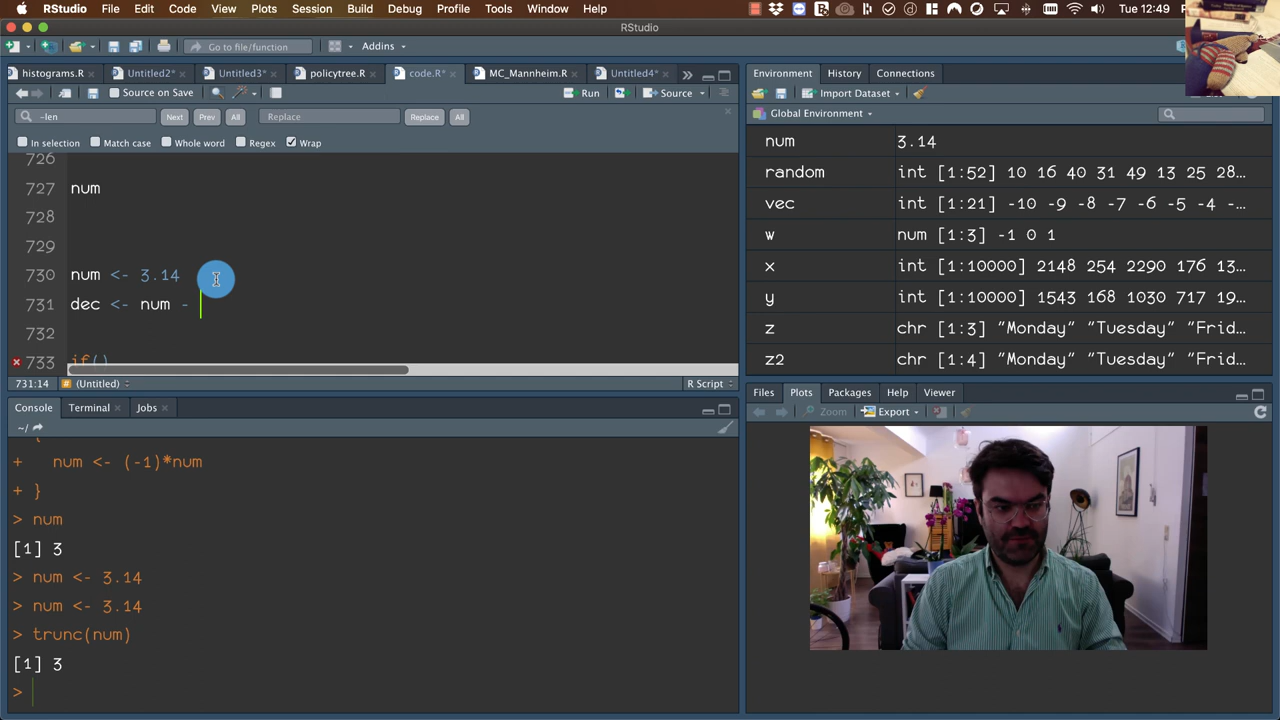 RStudio File Edit Code View Plots Session Build Debug Profile Tools Window Help Tue 12:49
RStudio
Go to file/function Addins
histograms.R Untitled2* Untitled3* policytree.R code.R* MC_Mannheim.R Untitled4* »
Source on Save Run Source
-len Next Prev All Replace Replace All
In selection Match case Whole word Regex Wrap
726
727 num
728
729
730 num <- 3.14
731 dec <- num -
732
733 if()
731:14 (Untitled) R Script
Console Terminal Jobs
~/
{
+ num <- (-1)*num
+ }
> num
[1] 3
> num <- 3.14
> num <- 3.14
> trunc(num)
[1] 3
>
Environment History Connections
Import Dataset
Global Environment
num 3.14
random int [1:52] 10 16 40 31 49 13 25 28…
vec int [1:21] -10 -9 -8 -7 -6 -5 -4 -…
w num [1:3] -1 0 1
x int [1:10000] 2148 254 2290 176 13…
y int [1:10000] 1543 168 1030 717 19…
z chr [1:3] "Monday" "Tuesday" "Frid…
z2 chr [1:4] "Monday" "Tuesday" "Frid…
Files Plots Packages Help Viewer
Zoom Export